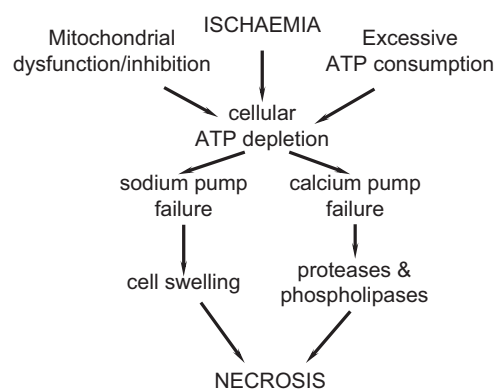 ISCHAEMIA
Mitochondrial
dysfunction/inhibition
Excessive
ATP consumption
cellular
ATP depletion
sodium pump
failure
calcium pump
failure
cell swelling
proteases &
phospholipases
NECROSIS